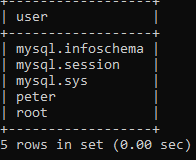 +------------------+
| user             |
+------------------+
| mysql.infoschema |
| mysql.session    |
| mysql.sys        |
| peter            |
| root             |
+------------------+
5 rows in set (0.00 sec)